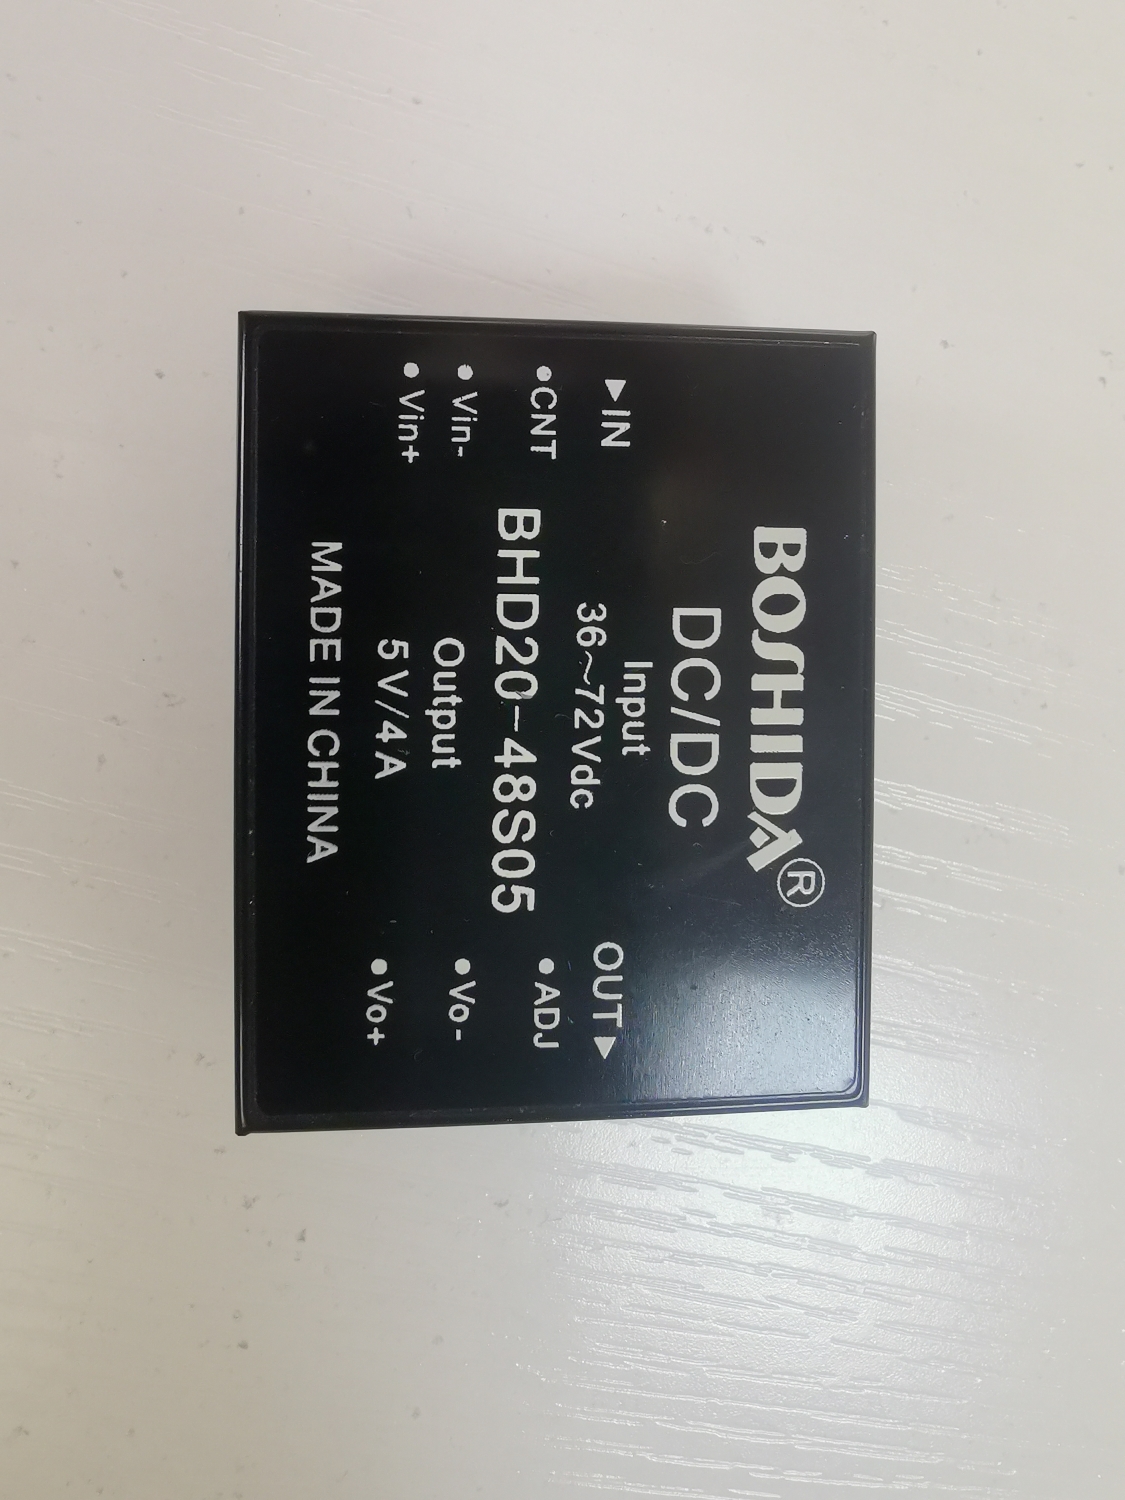 BOSHIDA®
DC/DC
Input
36~72Vdc
▶IN
OUT▶
•CNT
BHD20-48S05
•ADJ
•Vin-
Output
•Vo-
•Vin+
5V/4A
•Vo+
MADE IN CHINA